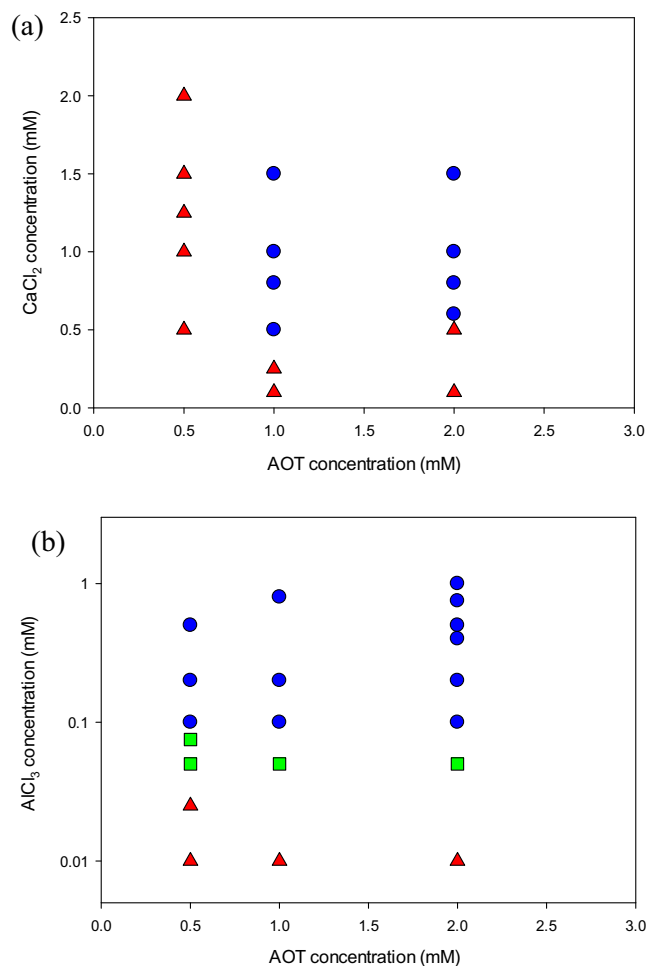 (a)
2.5
2.0
1.5
1.0
0.5
0.0
CaCl₂ concentration (mM)
0.0 0.5 1.0 1.5 2.0 2.5 3.0
AOT concentration (mM)
(b)
1
0.1
0.01
AlCl₃ concentration (mM)
0.0 0.5 1.0 1.5 2.0 2.5 3.0
AOT concentration (mM)